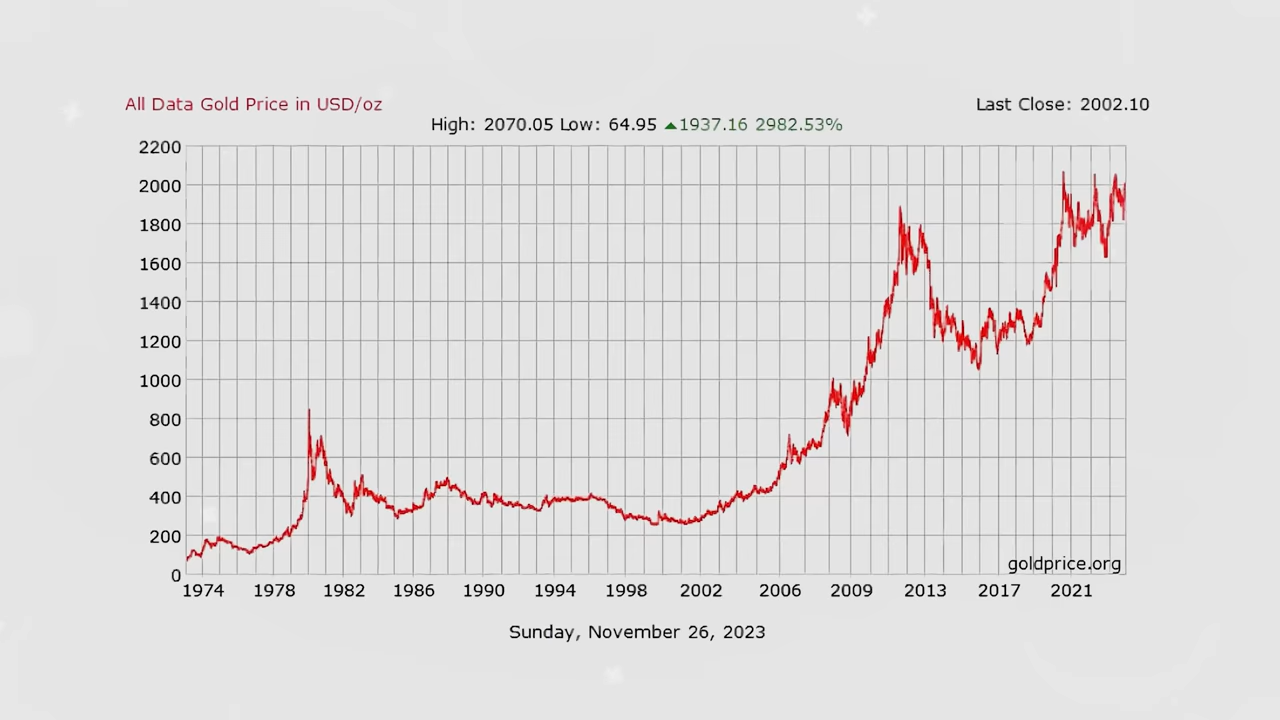 All Data Gold Price in USD/oz
Last Close: 2002.10
High: 2070.05 Low: 64.95 ▲1937.16 2982.53%
2200
2000
1800
1600
1400
1200
1000
800
600
400
200
0
goldprice.org
1974 1978 1982 1986 1990 1994 1998 2002 2006 2009 2013 2017 2021
Sunday, November 26, 2023